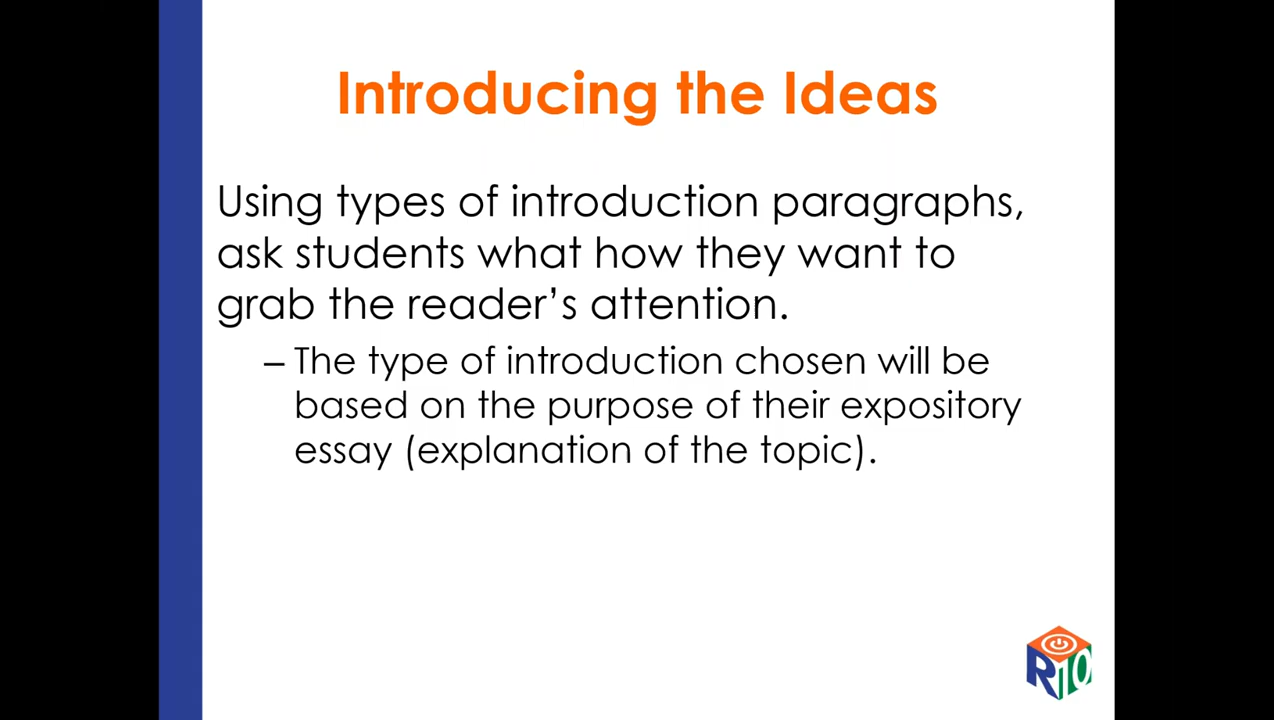 Introducing the Ideas
Using types of introduction paragraphs,
ask students what how they want to
grab the reader’s attention.
– The type of introduction chosen will be
based on the purpose of their expository
essay (explanation of the topic).
R10